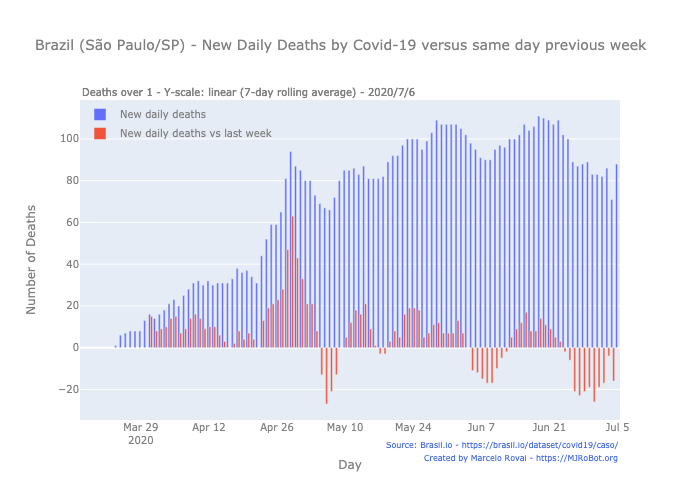 Brazil (São Paulo/SP) - New Daily Deaths by Covid-19 versus same day previous week
Deaths over 1 - Y-scale: linear (7-day rolling average) - 2020/7/6
New daily deaths
New daily deaths vs last week
100
80
60
40
20
0
−20
Number of Deaths
Mar 29
2020
Apr 12
Apr 26
May 10
May 24
Jun 7
Jun 21
Jul 5
Day
Source: Brasil.io - https://brasil.io/dataset/covid19/caso/
Created by Marcelo Rovai - https://MJRoBot.org